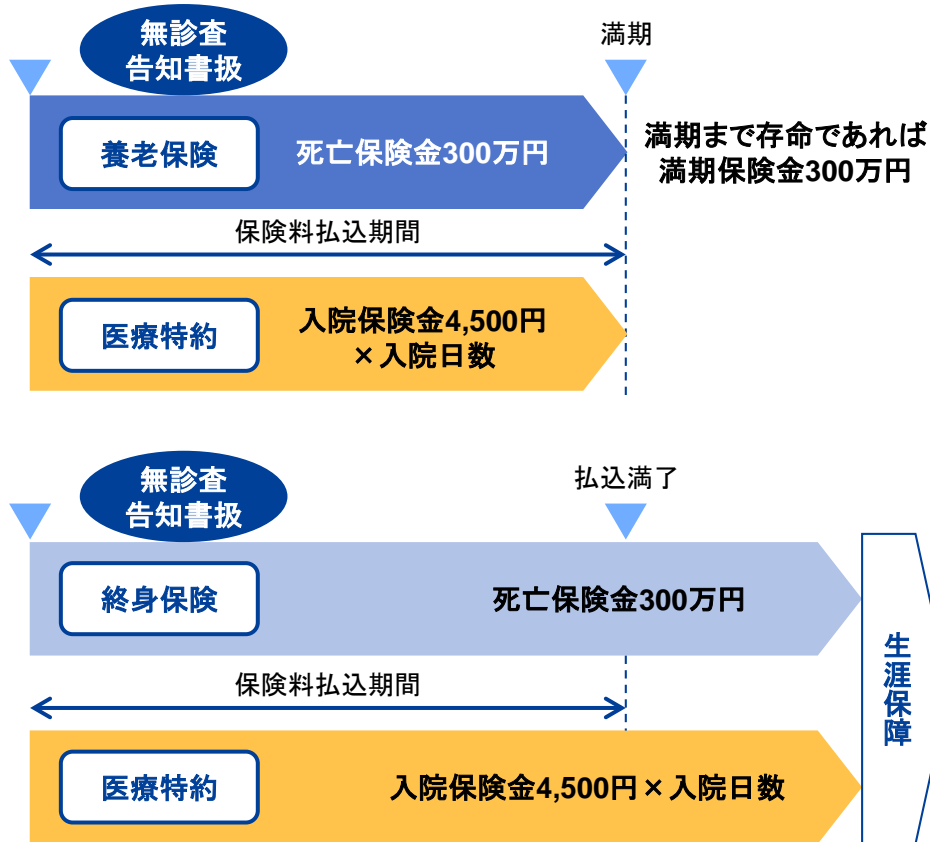 無診査
告知書扱
満期
養老保険
死亡保険金300万円
満期まで存命であれば
満期保険金300万円
保険料払込期間
医療特約
入院保険金4,500円
×入院日数
無診査
告知書扱
払込満了
終身保険
死亡保険金300万円
保険料払込期間
医療特約
入院保険金4,500円×入院日数
生涯保障